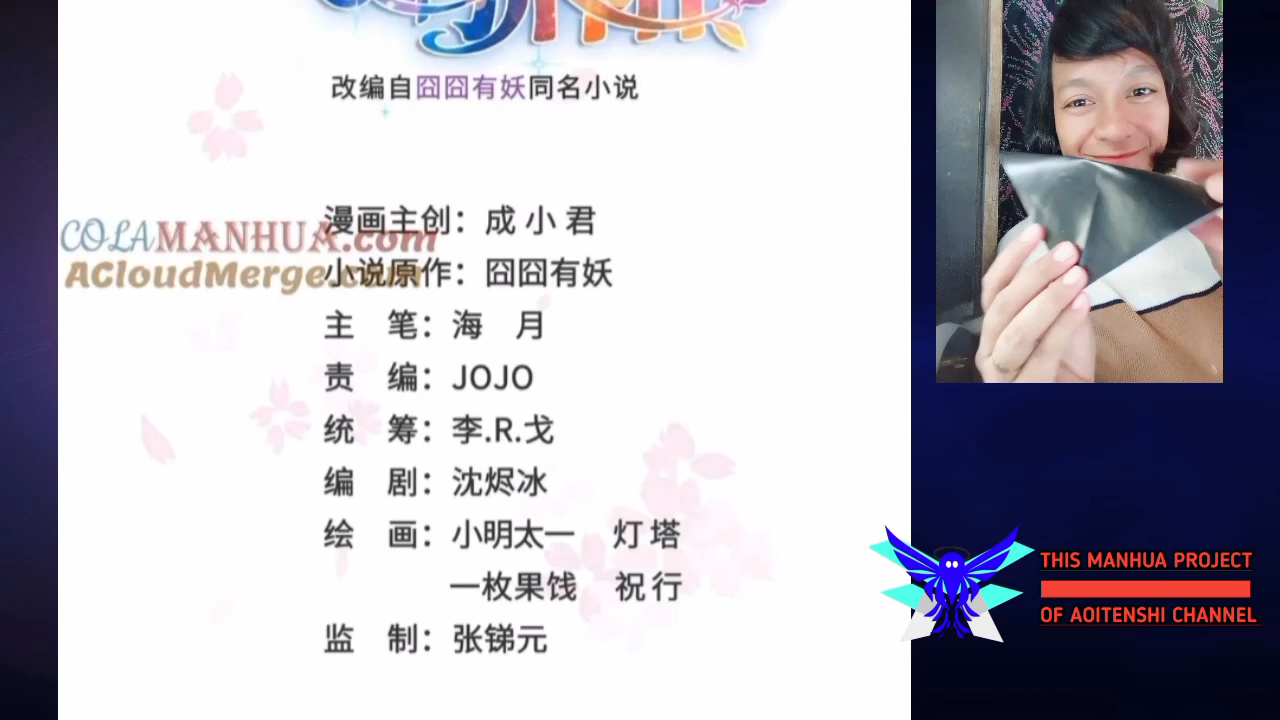 改编自囧囧有妖同名小说
漫画主创：成 小 君
COLAMANHUA.com
小说原作：囧囧有妖
ACloudMerge.com
主 笔：海 月
责 编：JOJO
统 筹：李.R.戈
编 剧：沈烬冰
绘 画：小明太一 灯 塔
一枚果饯 祝 行
监 制：张锑元
THIS MANHUA PROJECT
OF AOITENSHI CHANNEL